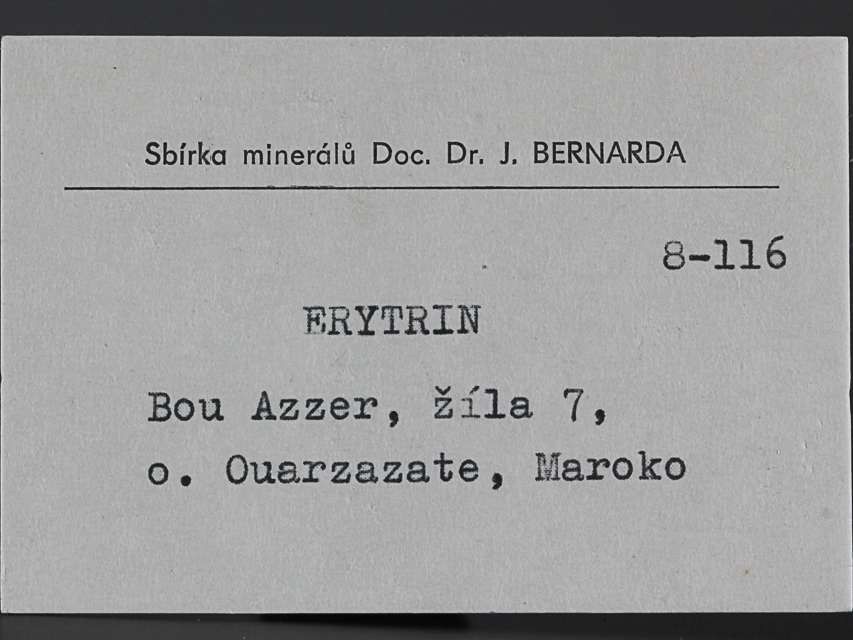 Sbírka minerálů Doc. Dr. J. BERNARDA
8-116
ERYTRIN
Bou Azzer, žíla 7,
o. Ouarzazate, Maroko